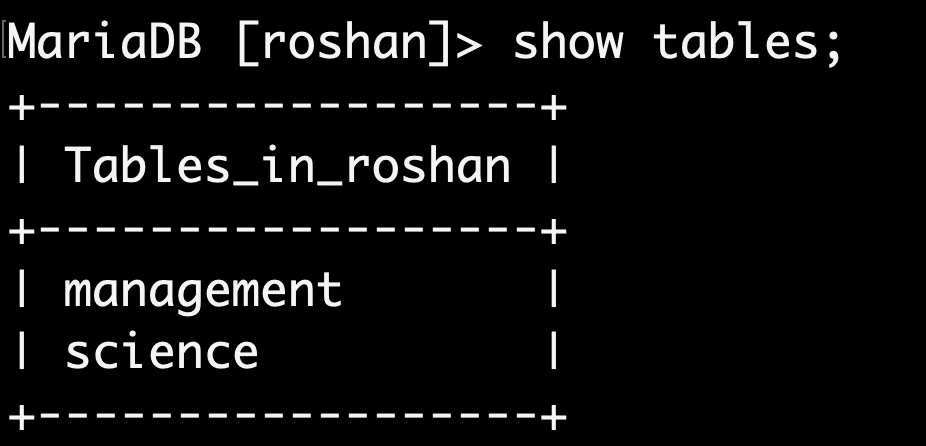 MariaDB [roshan]> show tables;
+------------------+
| Tables_in_roshan |
+------------------+
| management       |
| science          |
+------------------+